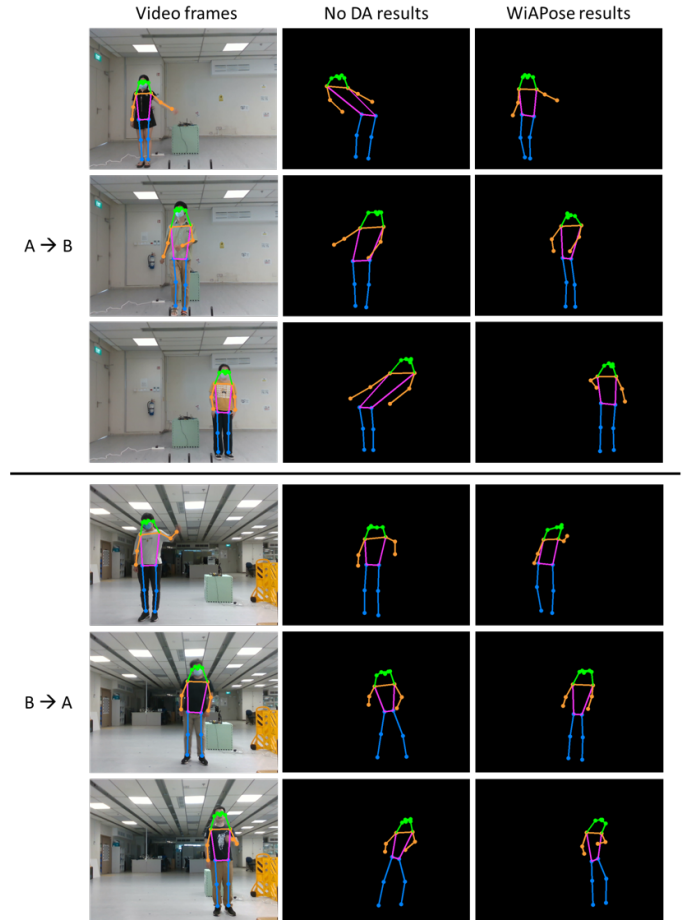 Video frames
No DA results
WiAPose results
A → B
B → A